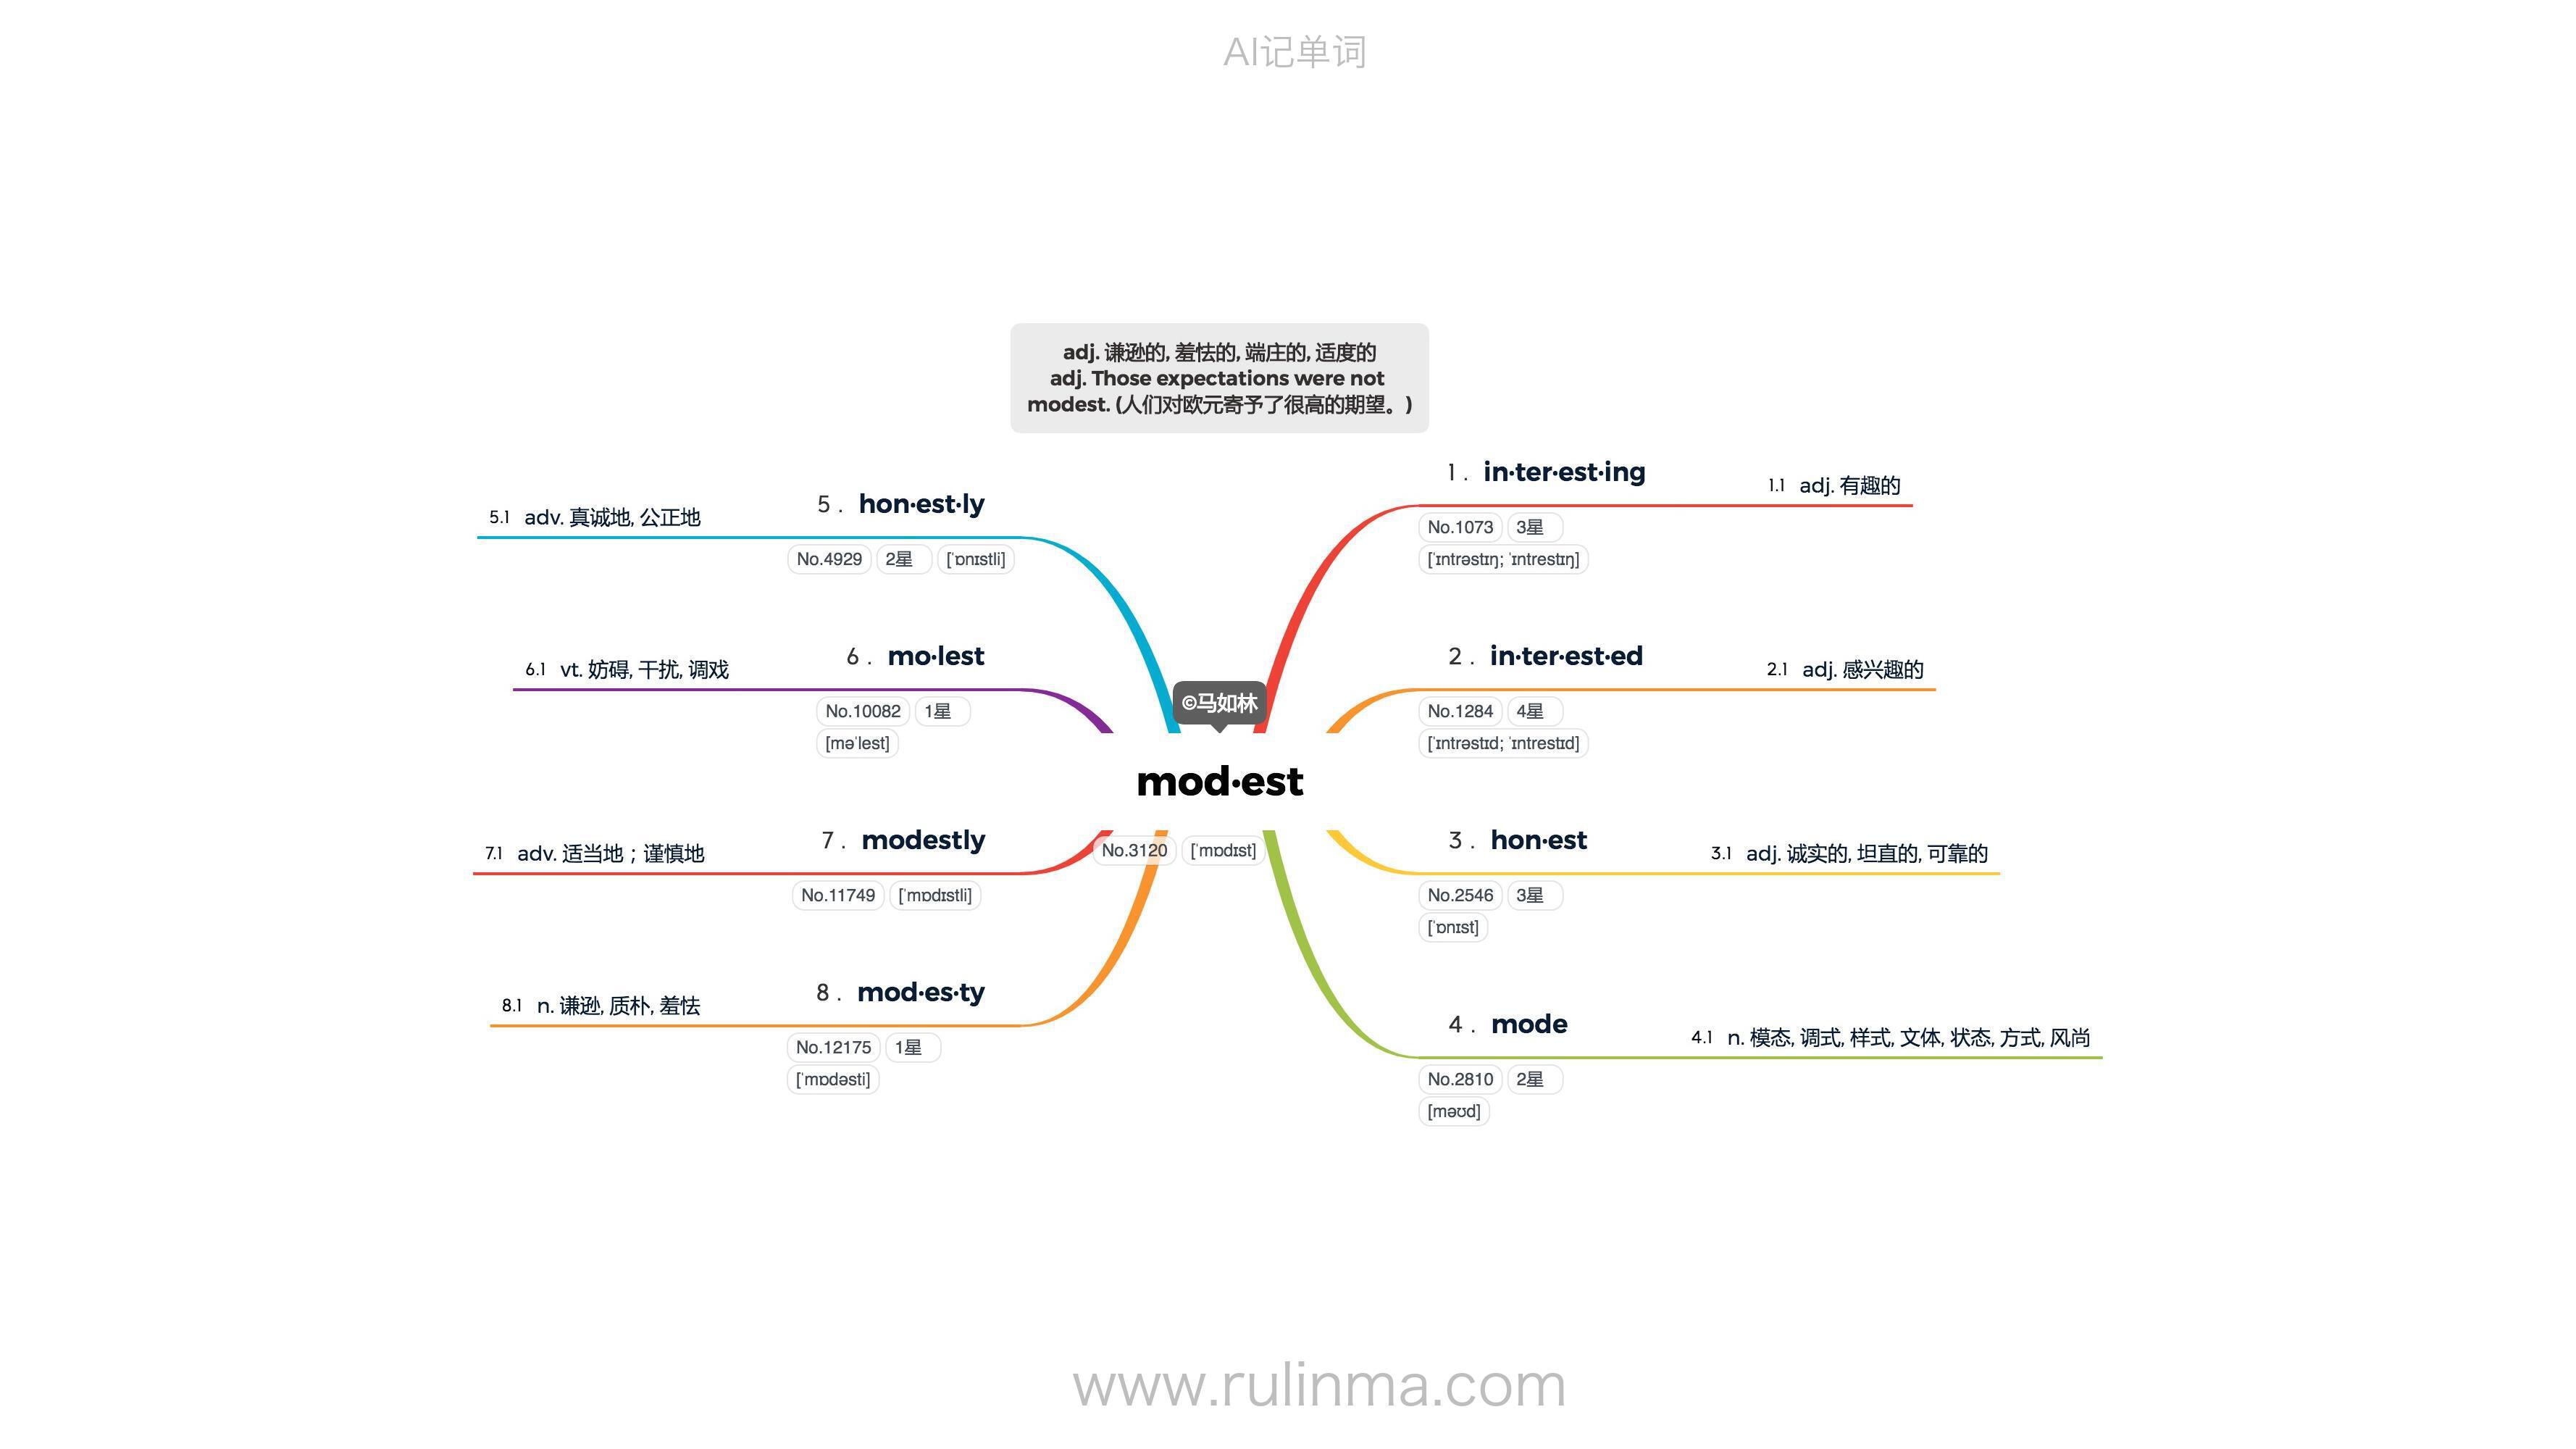 AI记单词
adj. 谦逊的, 羞怯的, 端庄的, 适度的
adj. Those expectations were not
modest. (人们对欧元寄予了很高的期望。)
©马如林
mod·est
No.3120 [ˈmɒdɪst]
1 . in·ter·est·ing
1.1 adj. 有趣的
No.1073 3星
[ˈɪntrəstɪŋ; ˈɪntrestɪŋ]
2 . in·ter·est·ed
2.1 adj. 感兴趣的
No.1284 4星
[ˈɪntrəstɪd; ˈɪntrestɪd]
3 . hon·est
3.1 adj. 诚实的, 坦直的, 可靠的
No.2546 3星
[ˈɒnɪst]
4 . mode
4.1 n. 模态, 调式, 样式, 文体, 状态, 方式, 风尚
No.2810 2星
[məʊd]
5 . hon·est·ly
5.1 adv. 真诚地, 公正地
No.4929 2星 [ˈɒnɪstli]
6 . mo·lest
6.1 vt. 妨碍, 干扰, 调戏
No.10082 1星
[məˈlest]
7 . modestly
7.1 adv. 适当地；谨慎地
No.11749 [ˈmɒdɪstli]
8 . mod·es·ty
8.1 n. 谦逊, 质朴, 羞怯
No.12175 1星
[ˈmɒdəsti]
www.rulinma.com